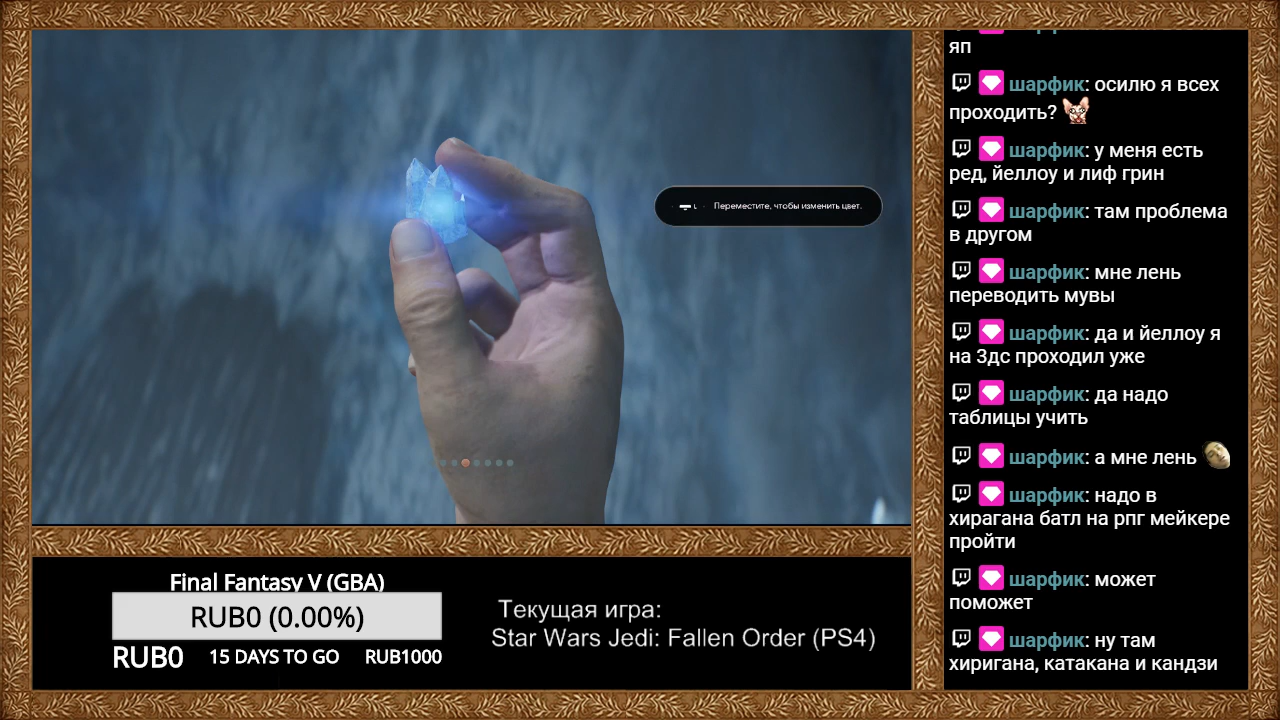 L
Переместите, чтобы изменить цвет.
яп
шарфик: осилю я всех
проходить?
шарфик: у меня есть
ред, йеллоу и лиф грин
шарфик: там проблема
в другом
шарфик: мне лень
переводить мувы
шарфик: да и йеллоу я
на 3дс проходил уже
шарфик: да надо
таблицы учить
шарфик: а мне лень
шарфик: надо в
хирагана батл на рпг мейкере
пройти
шарфик: может
поможет
шарфик: ну там
хиригана, катакана и кандзи
Final Fantasy V (GBA)
RUB0 (0.00%)
RUB0 15 DAYS TO GO RUB1000
Текущая игра:
Star Wars Jedi: Fallen Order (PS4)